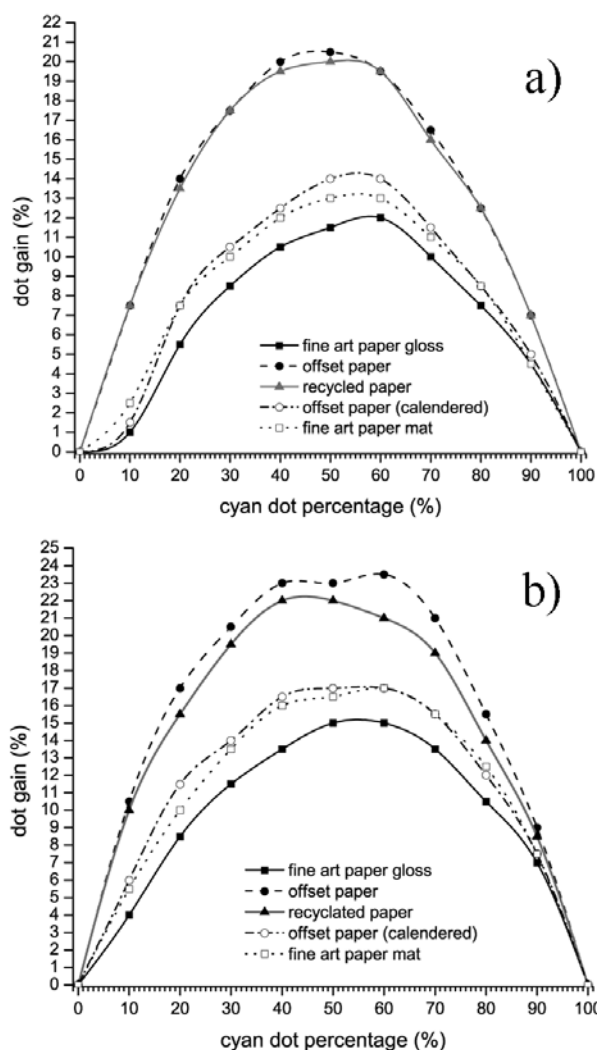 a)
dot gain (%)
22
21
20
19
18
17
16
15
14
13
12
11
10
9
8
7
6
5
4
3
2
1
0
fine art paper gloss
offset paper
recycled paper
offset paper (calendered)
fine art paper mat
0 10 20 30 40 50 60 70 80 90 100
cyan dot percentage (%)
b)
dot gain (%)
25
24
23
22
21
20
19
18
17
16
15
14
13
12
11
10
9
8
7
6
5
4
3
2
1
0
fine art paper gloss
offset paper
recyclated paper
offset paper (calendered)
fine art paper mat
0 10 20 30 40 50 60 70 80 90 100
cyan dot percentage (%)